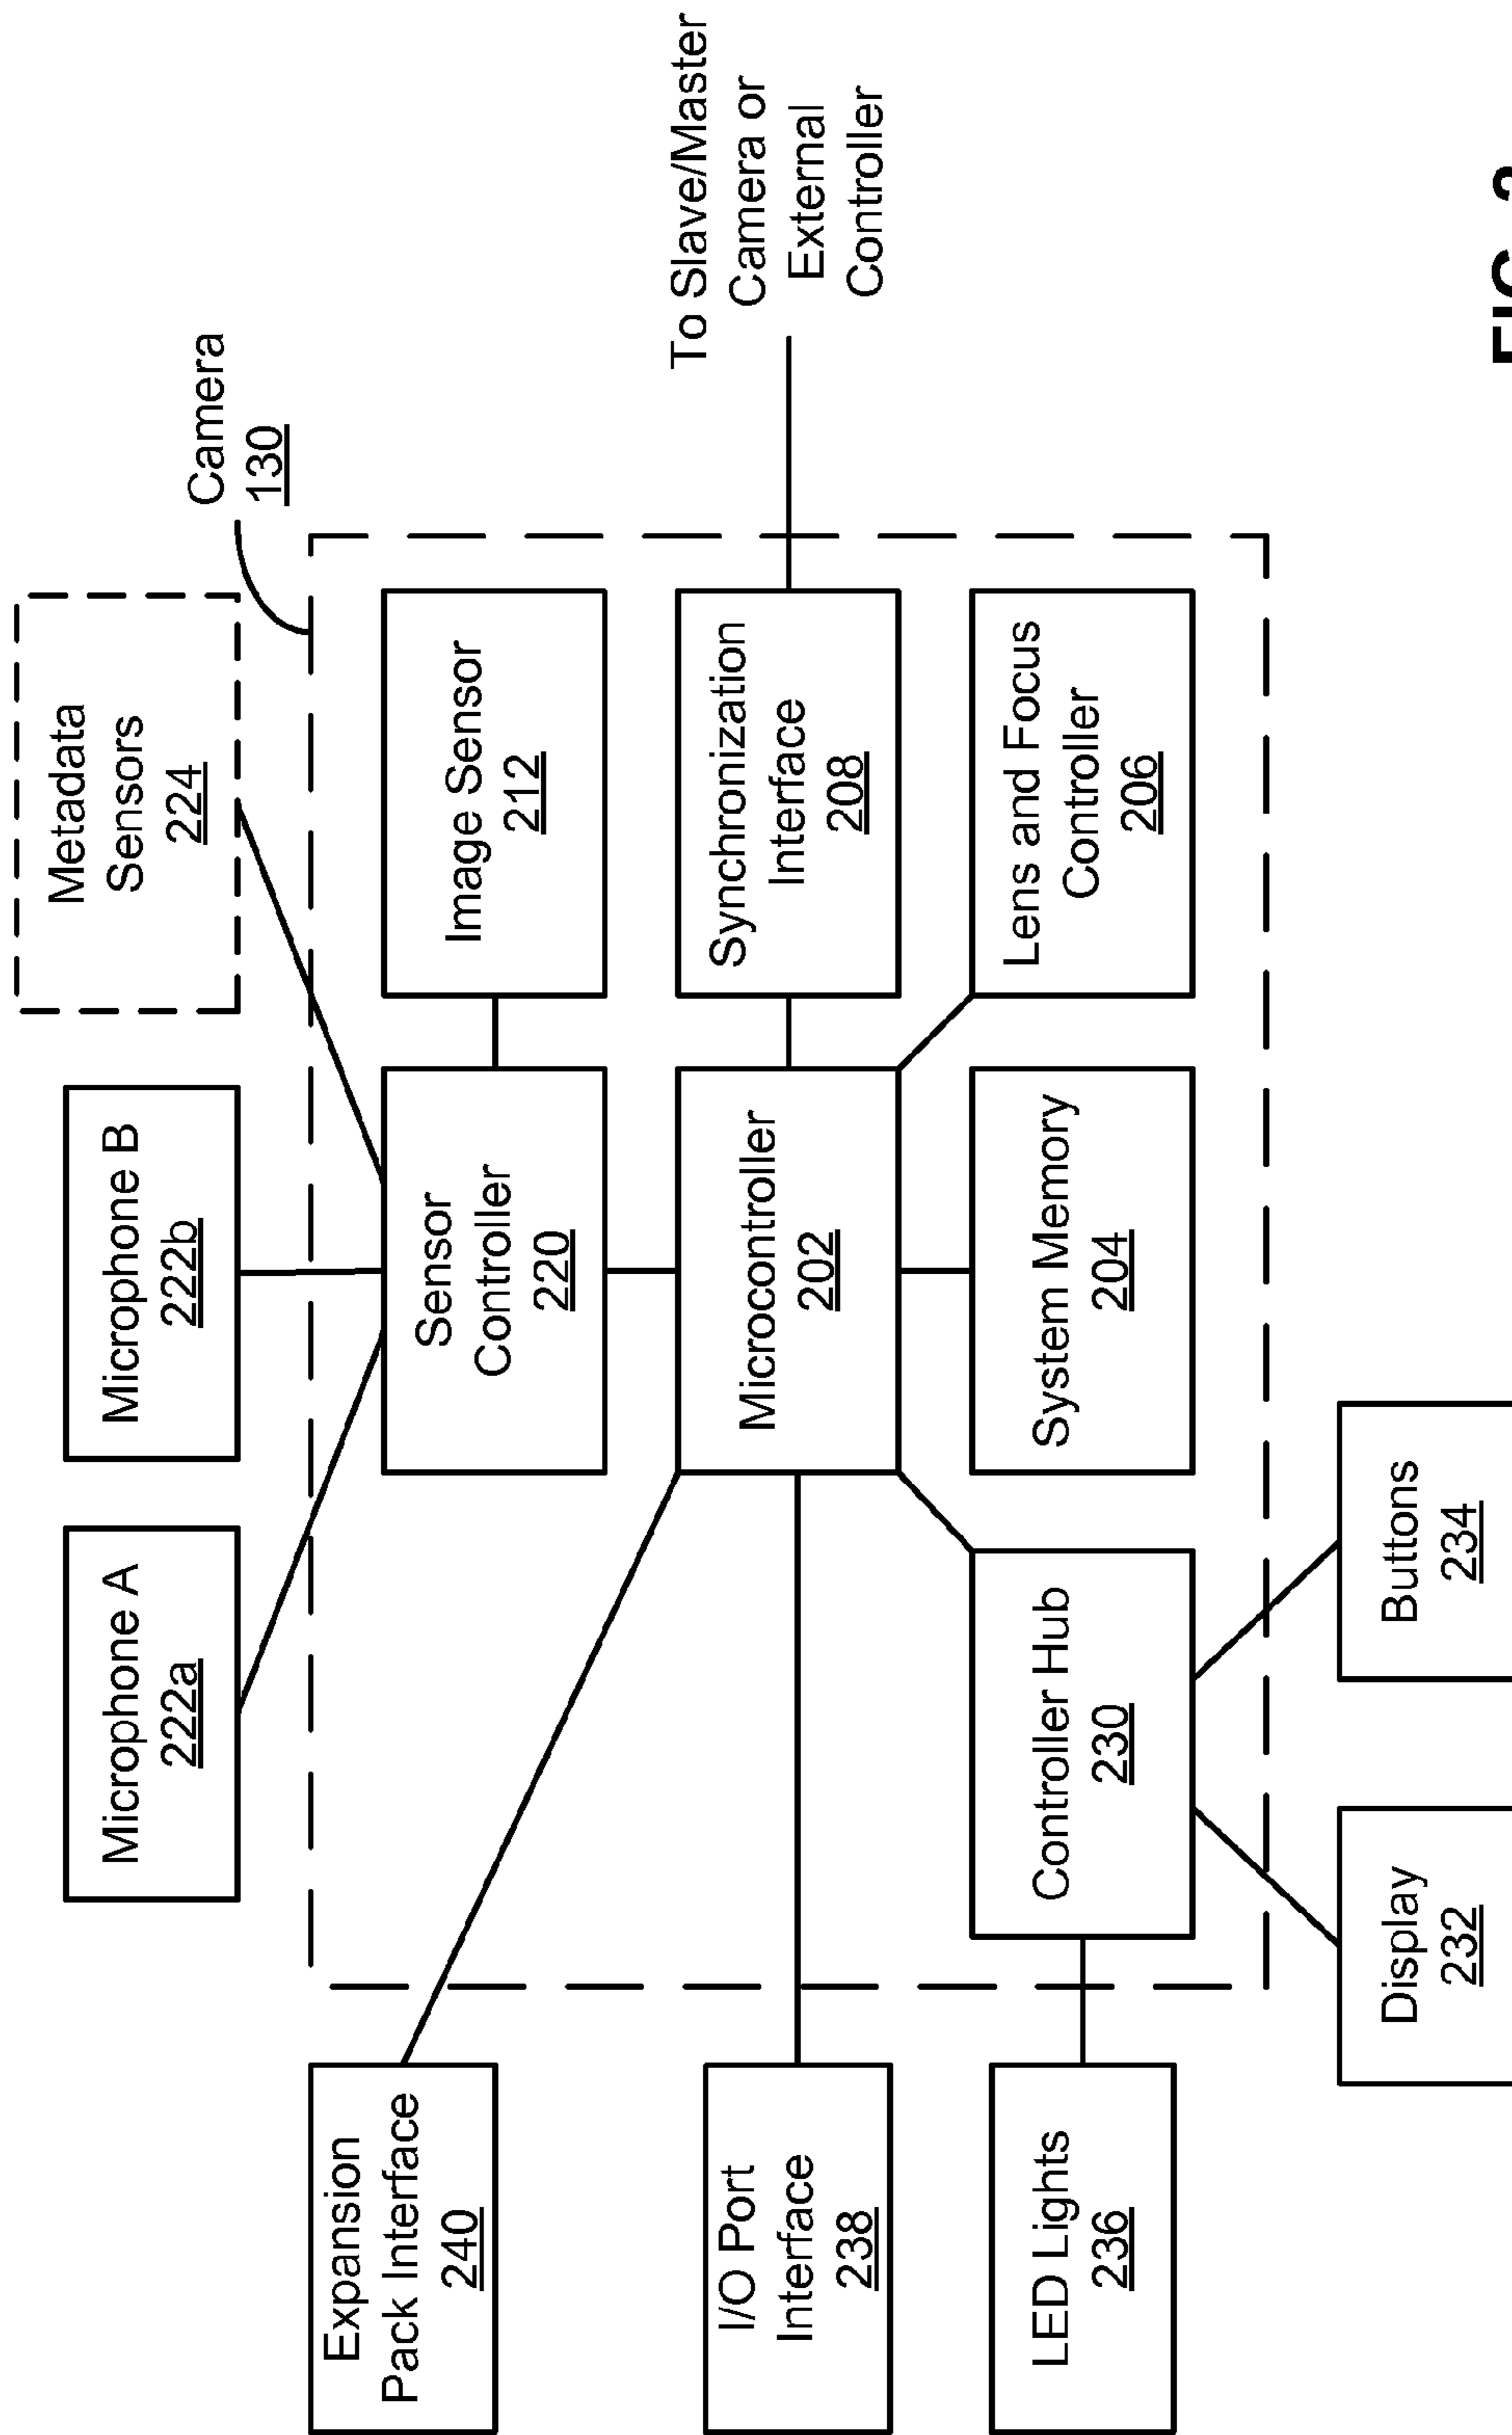 Camera
130
Microphone A
222a
Microphone B
222b
Metadata
Sensors
224
Expansion
Pack Interface
240
Sensor
Controller
220
Image Sensor
212
I/O Port
Interface
238
Microcontroller
202
Synchronization
Interface
208
To Slave/Master
Camera or
External
Controller
LED Lights
236
Controller Hub
230
System Memory
204
Lens and Focus
Controller
206
Display
232
Buttons
234
FIG. 2